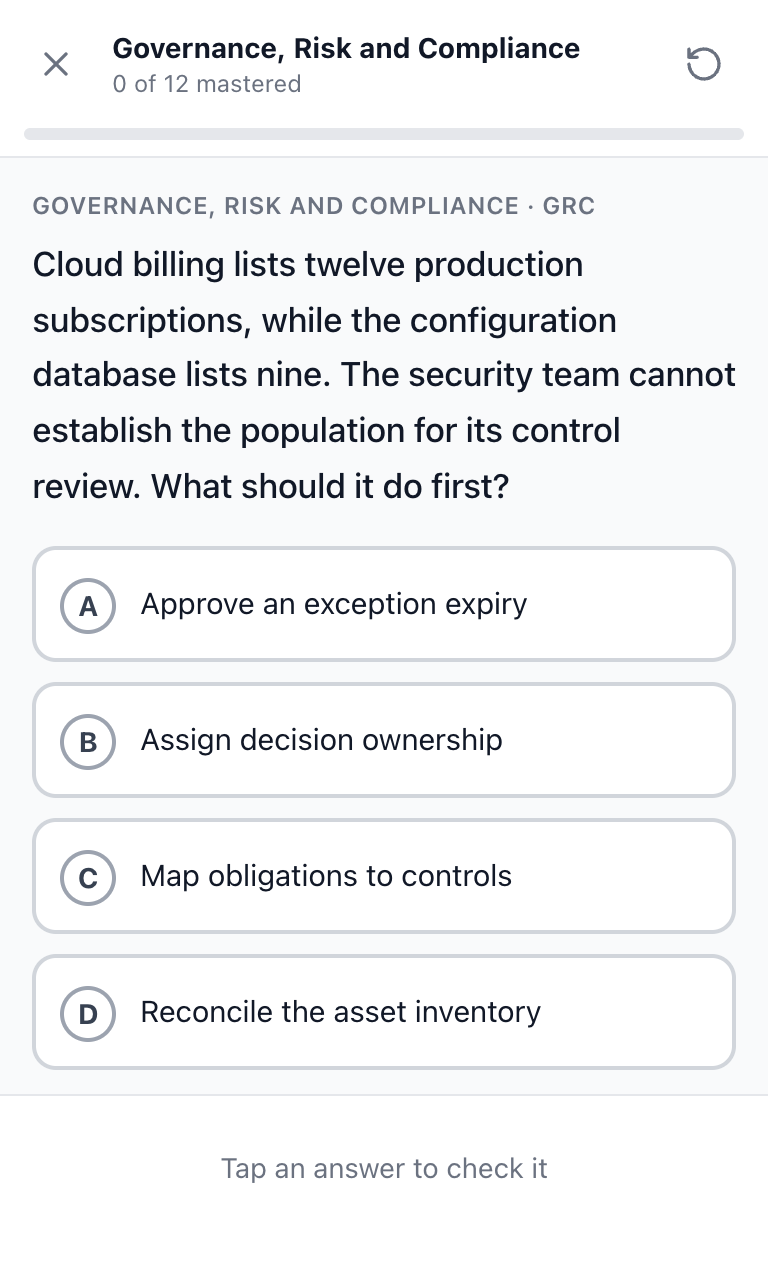 Governance, Risk and Compliance
0 of 12 mastered
GOVERNANCE, RISK AND COMPLIANCE · GRC
Cloud billing lists twelve production
subscriptions, while the configuration
database lists nine. The security team cannot
establish the population for its control
review. What should it do first?
A Approve an exception expiry
B Assign decision ownership
C Map obligations to controls
D Reconcile the asset inventory
Tap an answer to check it